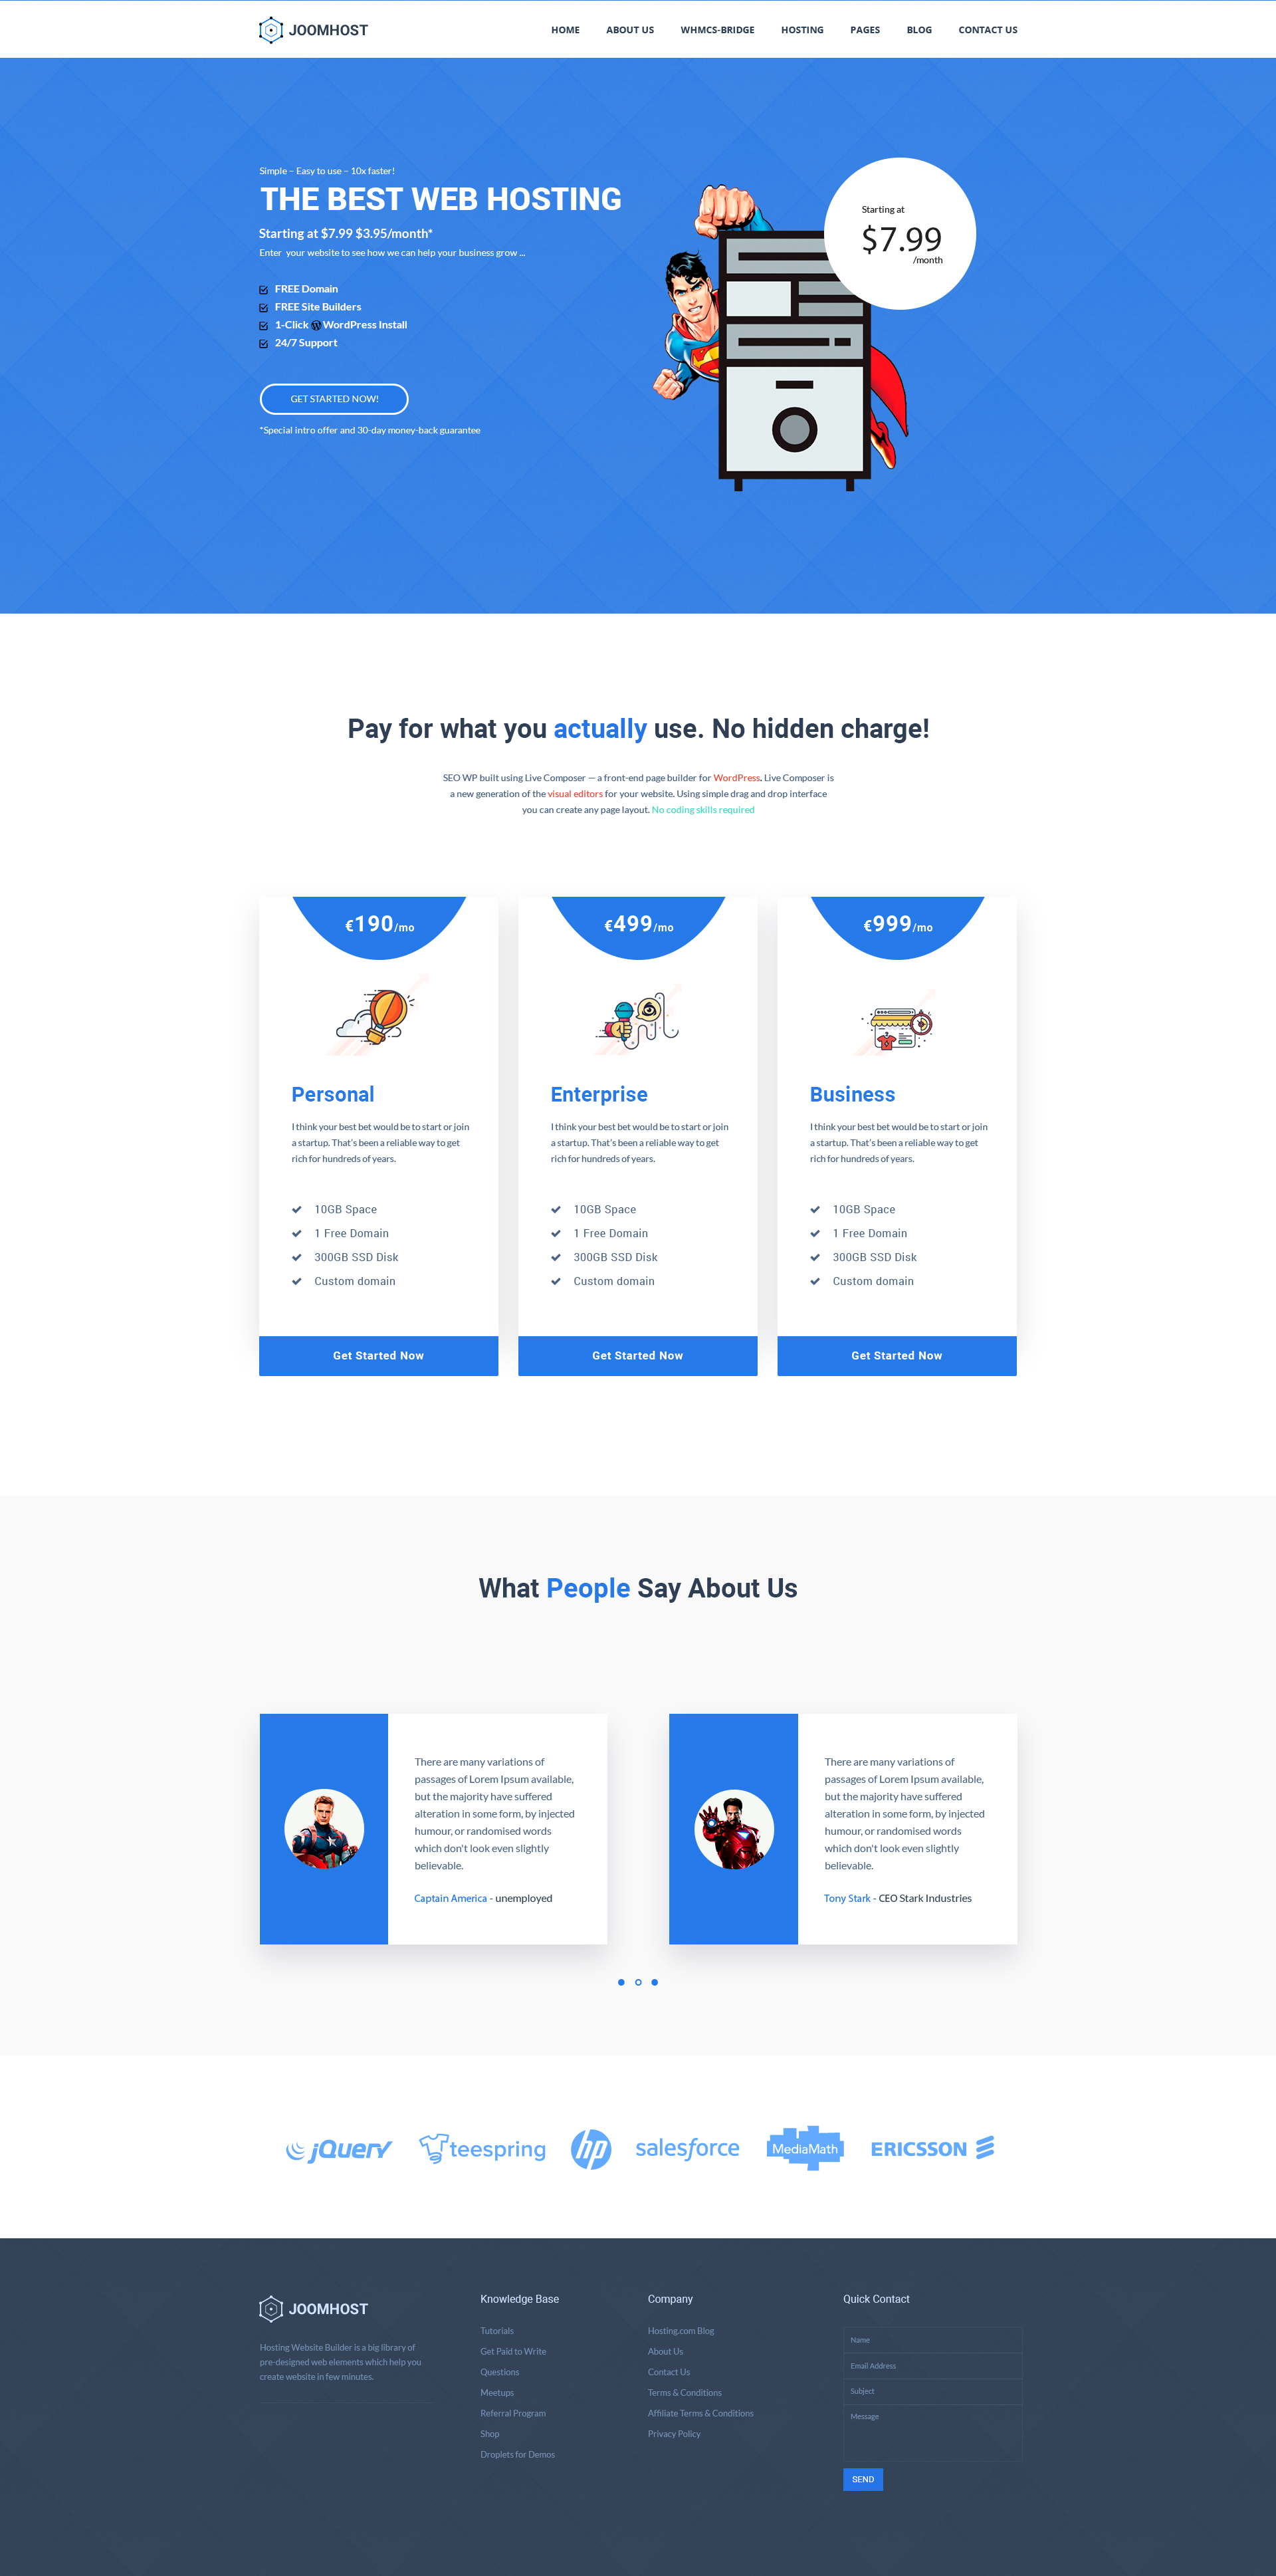 JOOMHOST
HOME ABOUT US WHMCS-BRIDGE HOSTING PAGES BLOG CONTACT US
Simple – Easy to use – 10x faster!
THE BEST WEB HOSTING
Starting at $7.99 $3.95/month*
Enter your website to see how we can help your business grow ...
FREE Domain
FREE Site Builders
1-Click WordPress Install
24/7 Support
GET STARTED NOW!
*Special intro offer and 30-day money-back guarantee
Starting at
$7.99
/month
Pay for what you actually use. No hidden charge!
SEO WP built using Live Composer — a front-end page builder for WordPress. Live Composer is
a new generation of the visual editors for your website. Using simple drag and drop interface
you can create any page layout. No coding skills required
€190/mo
Personal
I think your best bet would be to start or join
a startup. That's been a reliable way to get
rich for hundreds of years.
10GB Space
1 Free Domain
300GB SSD Disk
Custom domain
Get Started Now
€499/mo
Enterprise
I think your best bet would be to start or join
a startup. That's been a reliable way to get
rich for hundreds of years.
10GB Space
1 Free Domain
300GB SSD Disk
Custom domain
Get Started Now
€999/mo
Business
I think your best bet would be to start or join
a startup. That's been a reliable way to get
rich for hundreds of years.
10GB Space
1 Free Domain
300GB SSD Disk
Custom domain
Get Started Now
What People Say About Us
There are many variations of
passages of Lorem Ipsum available,
but the majority have suffered
alteration in some form, by injected
humour, or randomised words
which don't look even slightly
believable.
Captain America - unemployed
There are many variations of
passages of Lorem Ipsum available,
but the majority have suffered
alteration in some form, by injected
humour, or randomised words
which don't look even slightly
believable.
Tony Stark - CEO Stark Industries
jQuery teespring hp salesforce MediaMath ERICSSON
JOOMHOST
Hosting Website Builder is a big library of
pre-designed web elements which help you
create website in few minutes.
Knowledge Base
Tutorials
Get Paid to Write
Questions
Meetups
Referral Program
Shop
Droplets for Demos
Company
Hosting.com Blog
About Us
Contact Us
Terms & Conditions
Affiliate Terms & Conditions
Privacy Policy
Quick Contact
Name
Email Address
Subject
Message
SEND